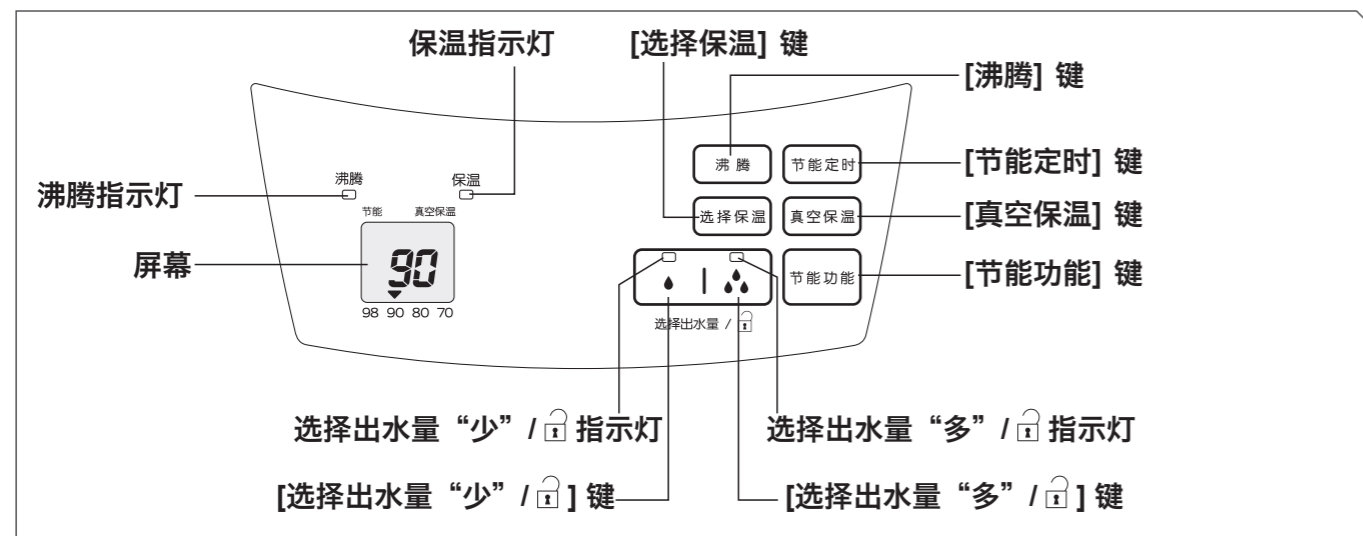 保温指示灯
[选择保温] 键
[沸腾] 键
沸腾 节能定时
[节能定时] 键
沸腾指示灯
沸腾 保温
节能 真空保温
选择保温 真空保温
[真空保温] 键
屏幕
90
节能功能
[节能功能] 键
98 90 80 70
选择出水量 /
选择出水量“少” / 指示灯
选择出水量“多” / 指示灯
[选择出水量“少” / ] 键
[选择出水量“多” / ] 键